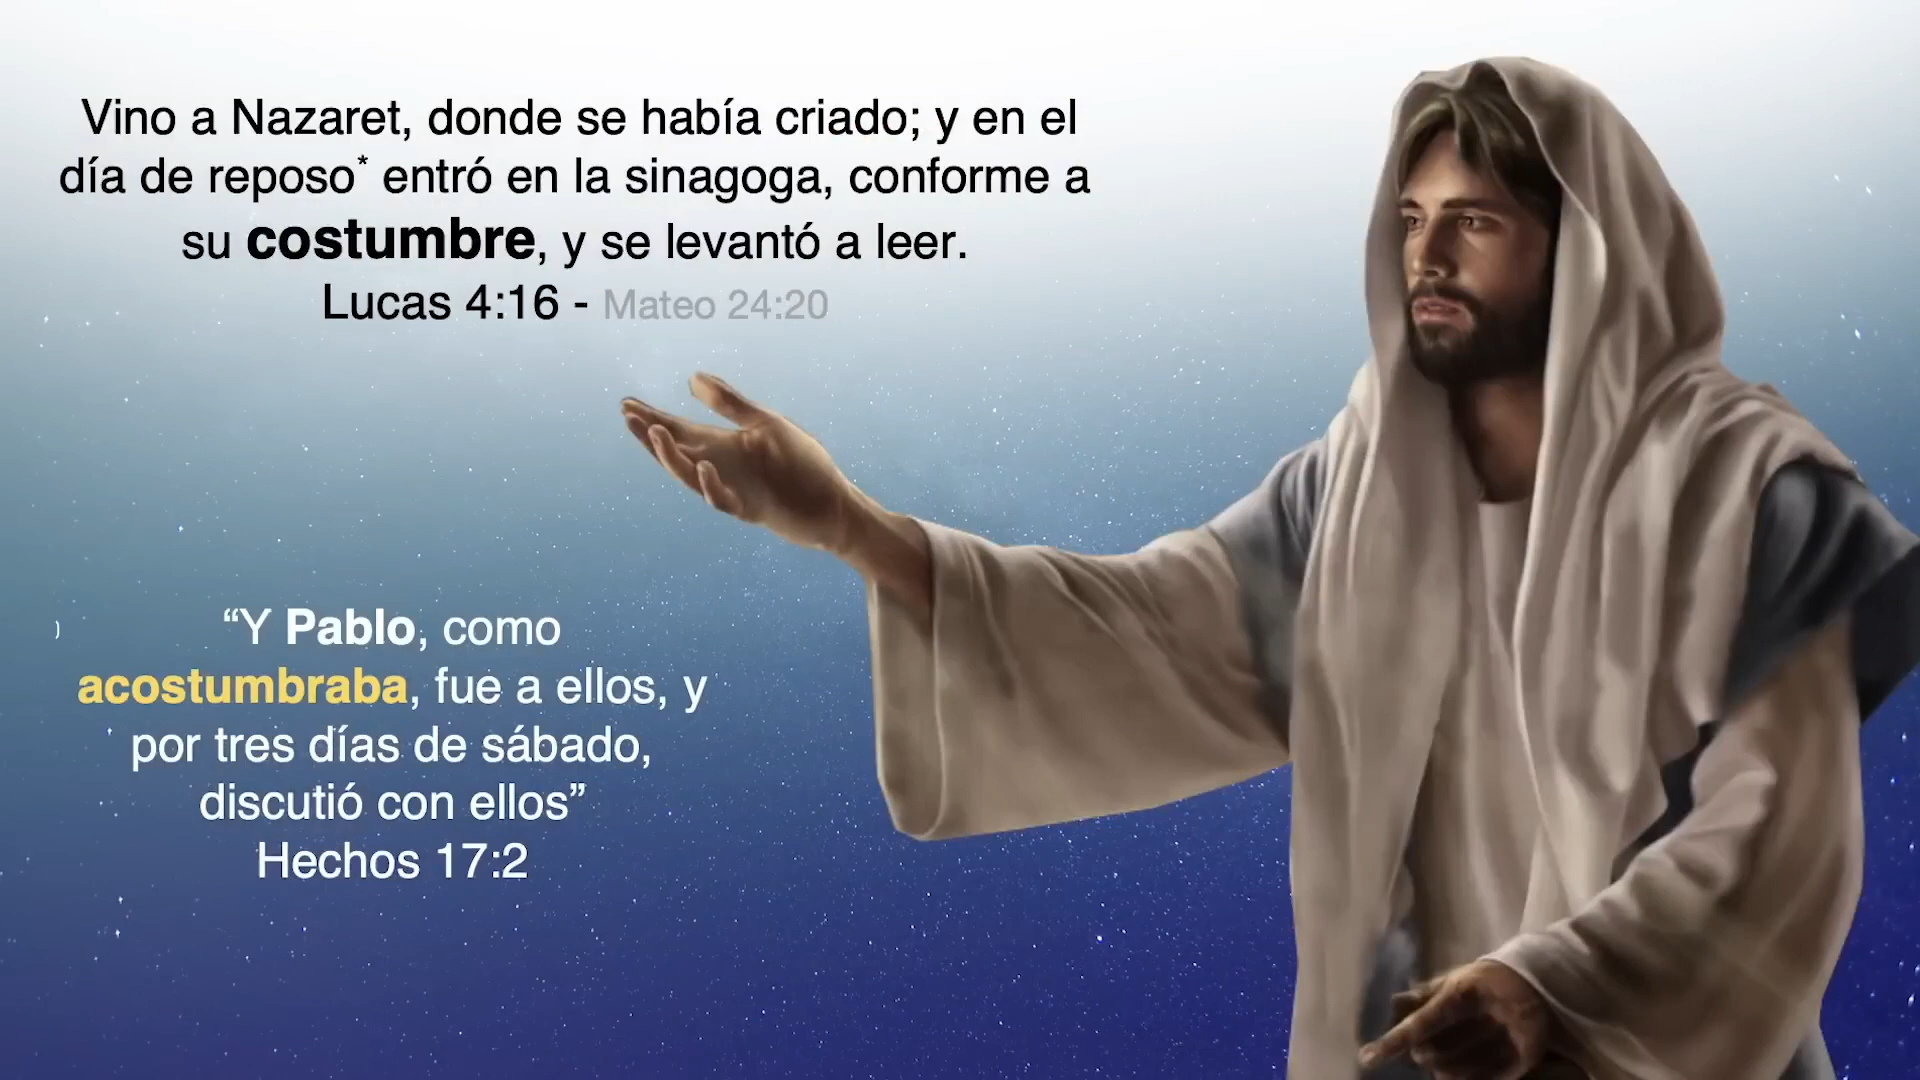 Vino a Nazaret, donde se había criado; y en el
día de reposo* entró en la sinagoga, conforme a
su costumbre, y se levantó a leer.
Lucas 4:16 - Mateo 24:20
“Y Pablo, como
acostumbraba, fue a ellos, y
por tres días de sábado,
discutió con ellos”
Hechos 17:2